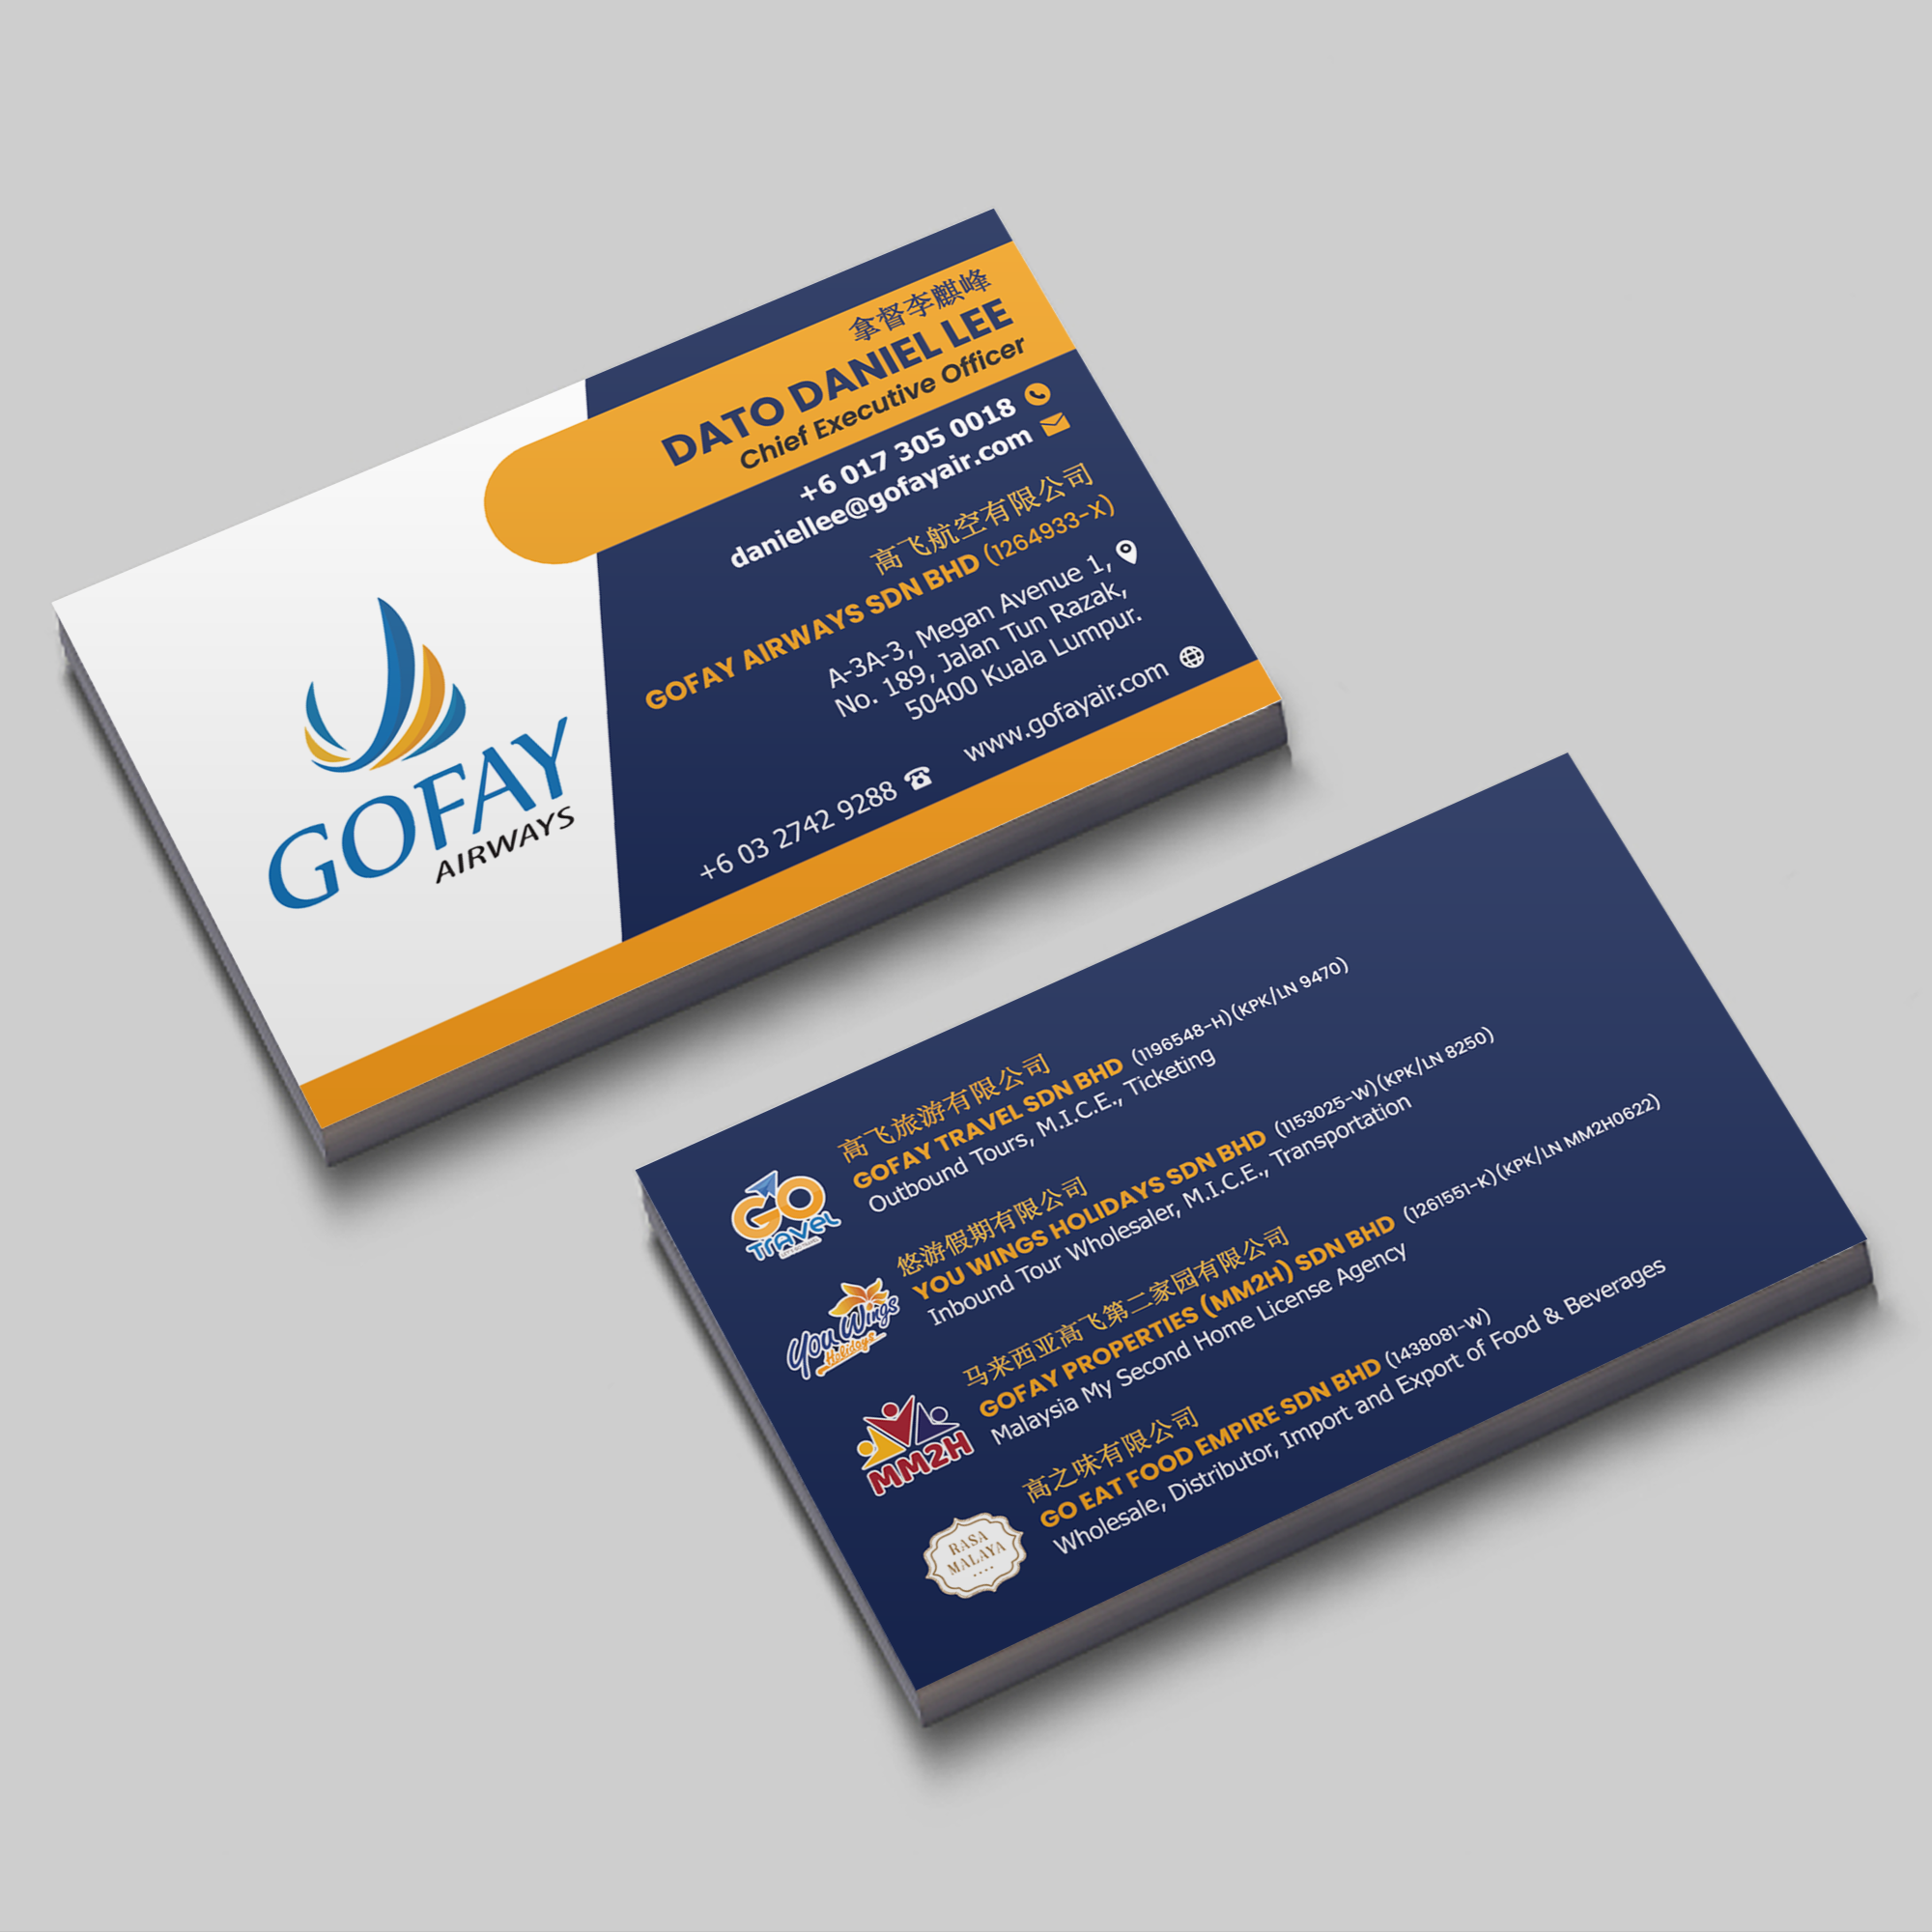 GOFAY
AIRWAYS
拿督李麒峰
DATO DANIEL LEE
Chief Executive Officer
+6 017 305 0018
daniellee@gofayair.com
高飞航空有限公司
GOFAY AIRWAYS SDN BHD (1264933-X)
A-3A-3, Megan Avenue 1,
No. 189, Jalan Tun Razak,
50400 Kuala Lumpur.
+6 03 2742 9288
www.gofayair.com
GO
Travel
高飞旅游有限公司
GOFAY TRAVEL SDN BHD (1196548-H)(KPK/LN 9470)
Outbound Tours, M.I.C.E., Ticketing
You Wings
Holidays
悠游假期有限公司
YOU WINGS HOLIDAYS SDN BHD (1153025-W)(KPK/LN 8250)
Inbound Tour Wholesaler, M.I.C.E., Transportation
MM2H
马来西亚高飞第二家园有限公司
GOFAY PROPERTIES (MM2H) SDN BHD (1261551-K)(KPK/LN MM2H0622)
Malaysia My Second Home License Agency
RASA
MALAYA
高之味有限公司
GO EAT FOOD EMPIRE SDN BHD (1438081-W)
Wholesale, Distributor, Import and Export of Food & Beverages